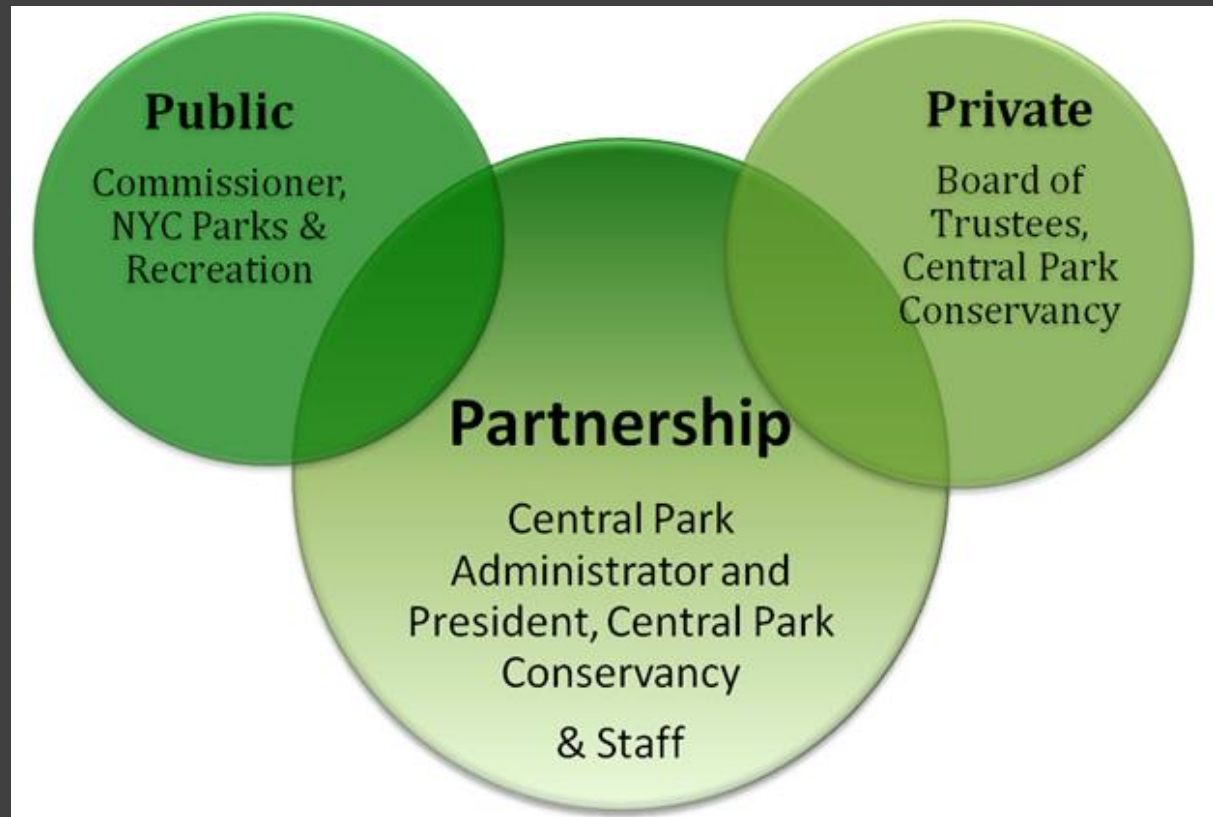 Public
Commissioner,
NYC Parks &
Recreation
Private
Board of
Trustees,
Central Park
Conservancy
Partnership
Central Park
Administrator and
President, Central Park
Conservancy
& Staff